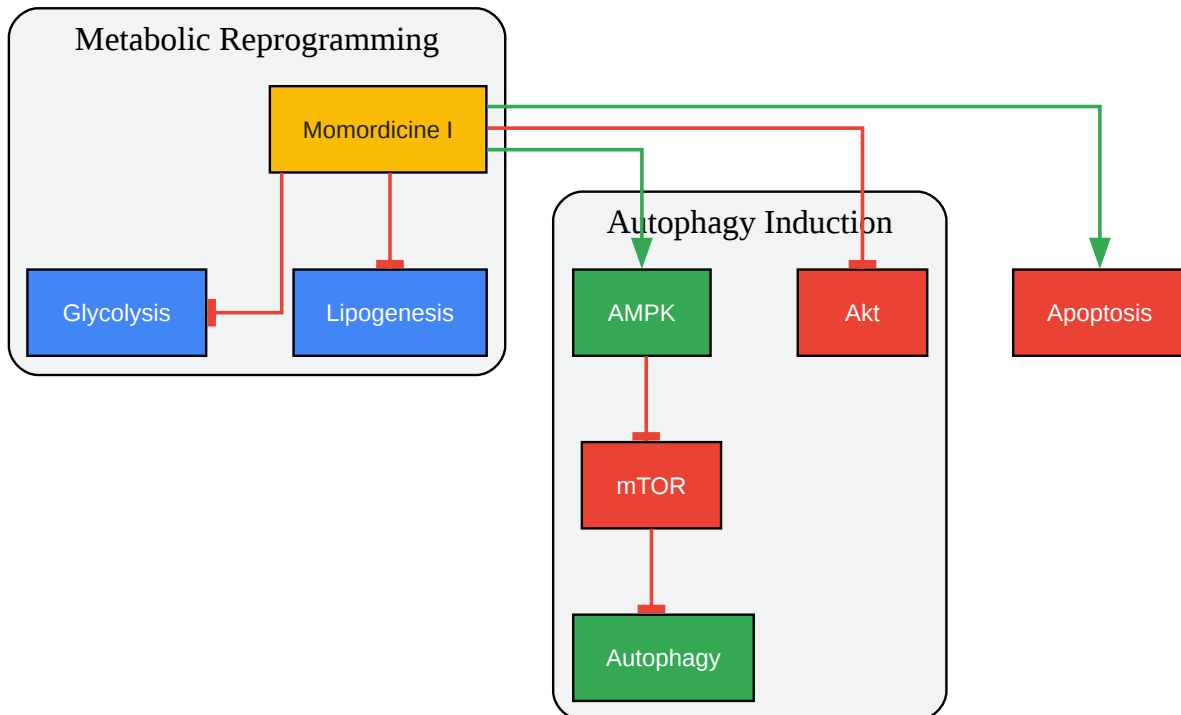 Metabolic Reprogramming
Momordicine I
Autophagy Induction
Glycolysis
Lipogenesis
AMPK
Akt
Apoptosis
mTOR
Autophagy